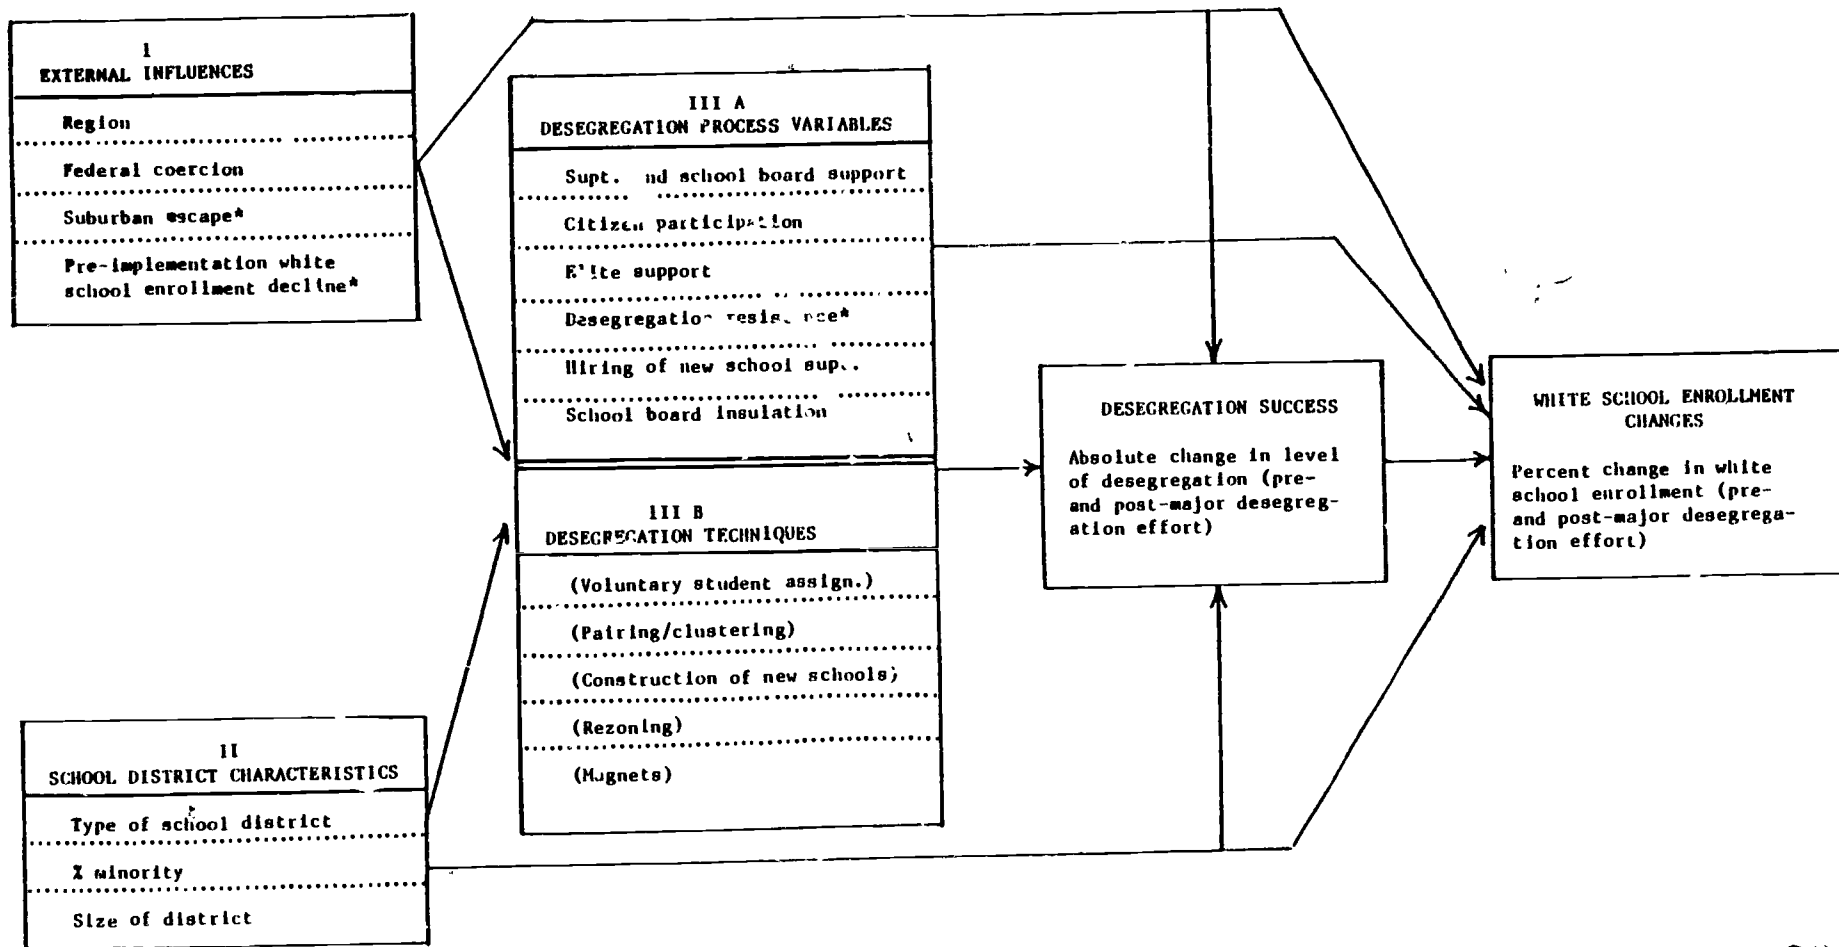 I
EXTERNAL INFLUENCES
Region
Federal coercion
Suburban escape*
Pre-implementation white
school enrollment decline*
III A
DESEGREGATION PROCESS VARIABLES
Supt. nd school board support
Citizen participation
support
Desegregation
Hiring of new school
School board insulation
III B
DESEGREGATION TECHNIQUES
(Voluntary student assign.)
(Pairing/clustering)
(Construction of new schools)
(Rezoning)
(Magnets)
II
SCHOOL DISTRICT CHARACTERISTICS
Type of school district
% minority
Size of district
DESEGREGATION SUCCESS
Absolute change in level
of desegregation (pre-
and post-major desegreg-
ation effort)
WHITE SCHOOL ENROLLMENT
CHANGES
Percent change in white
school enrollment (pre-
and post-major desegrega-
tion effort)